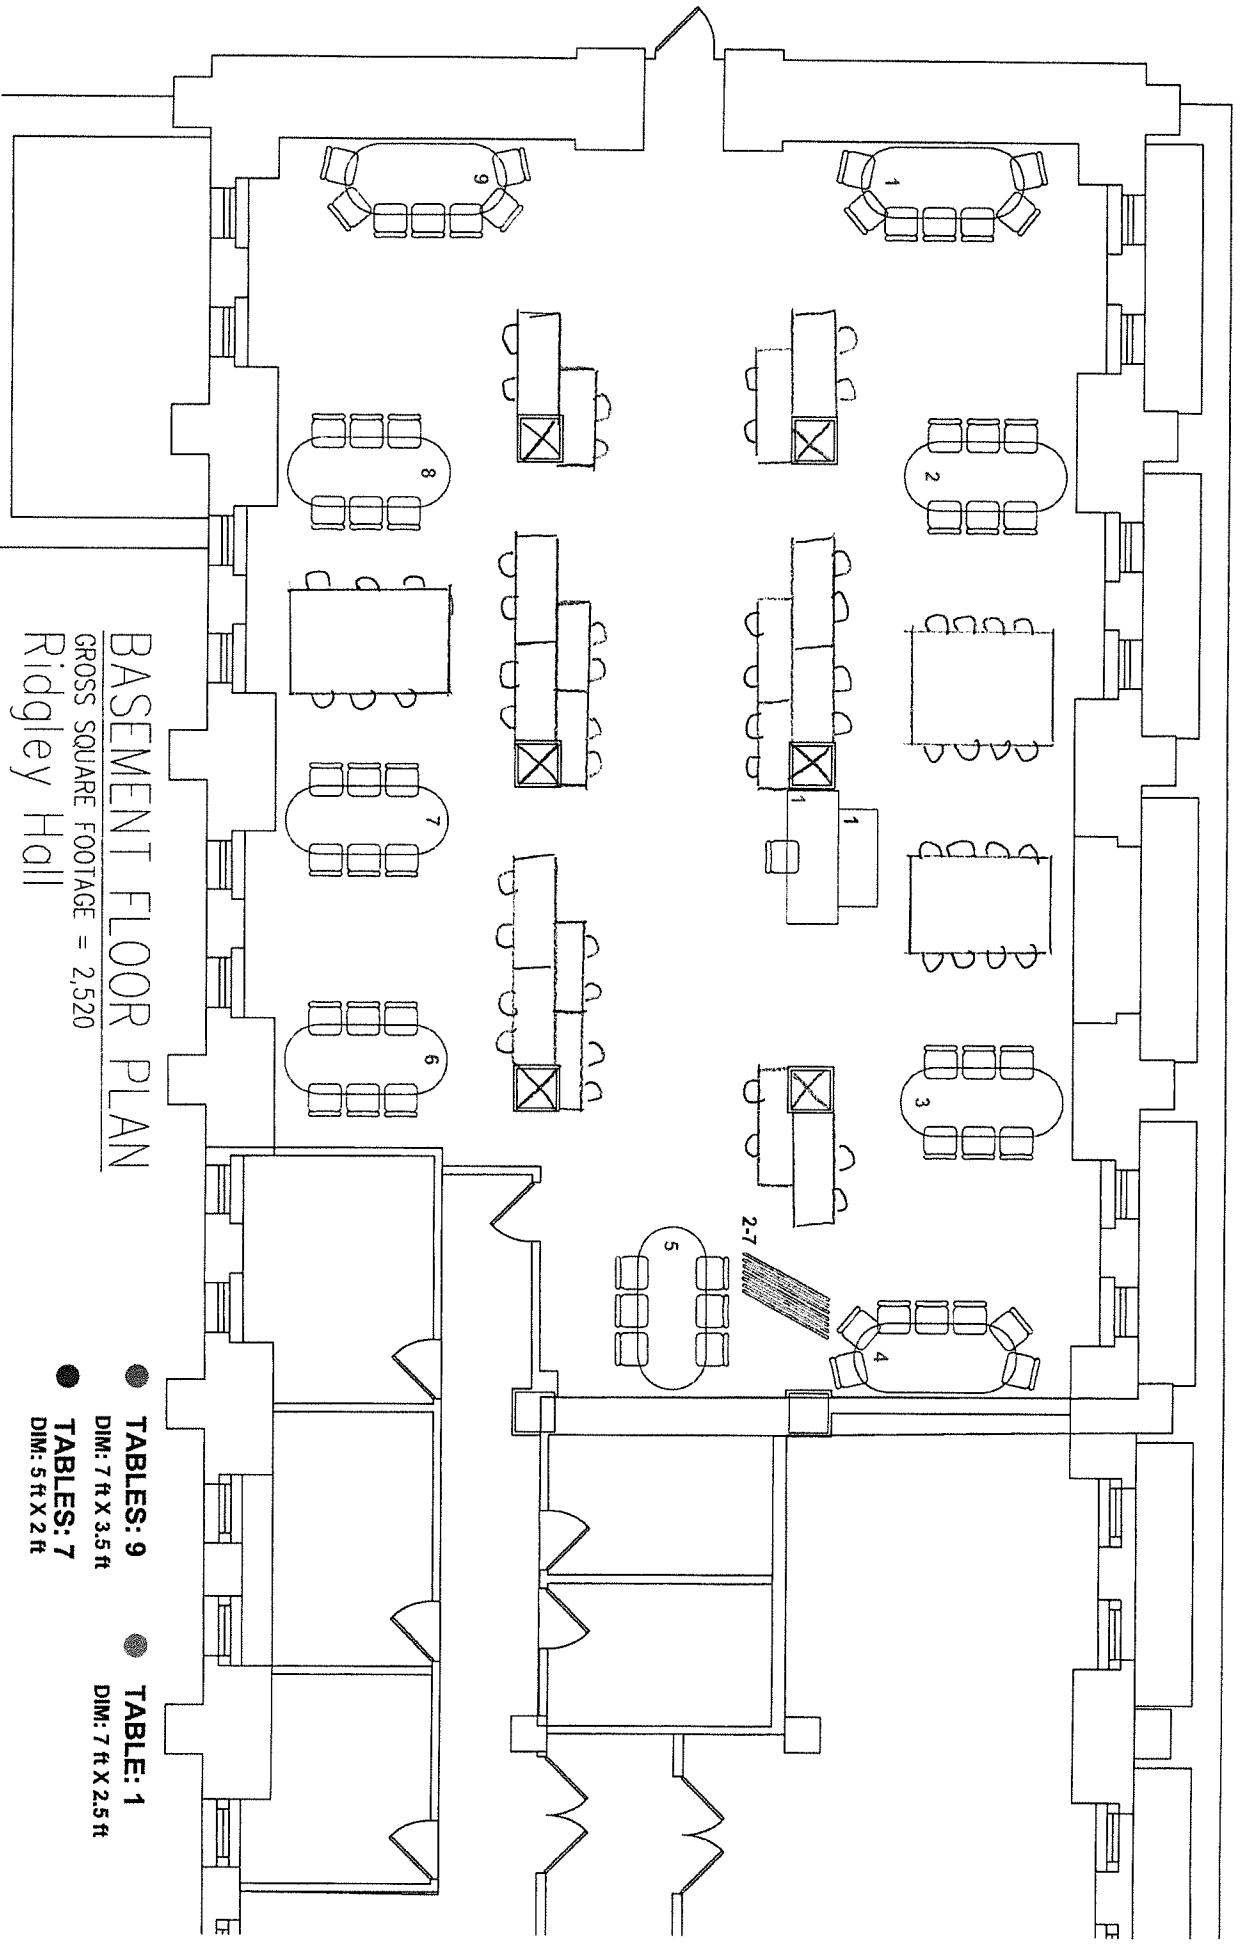 BASEMENT FLOOR PLAN
GROSS SQUARE FOOTAGE = 2,520
Ridgley Hall
TABLES: 9
DIM: 7 ft X 3.5 ft
TABLES: 7
DIM: 5 ft X 2 ft
TABLE: 1
DIM: 7 ft X 2.5 ft
9
1
8
2
7
1
1
6
3
5
2-7
4